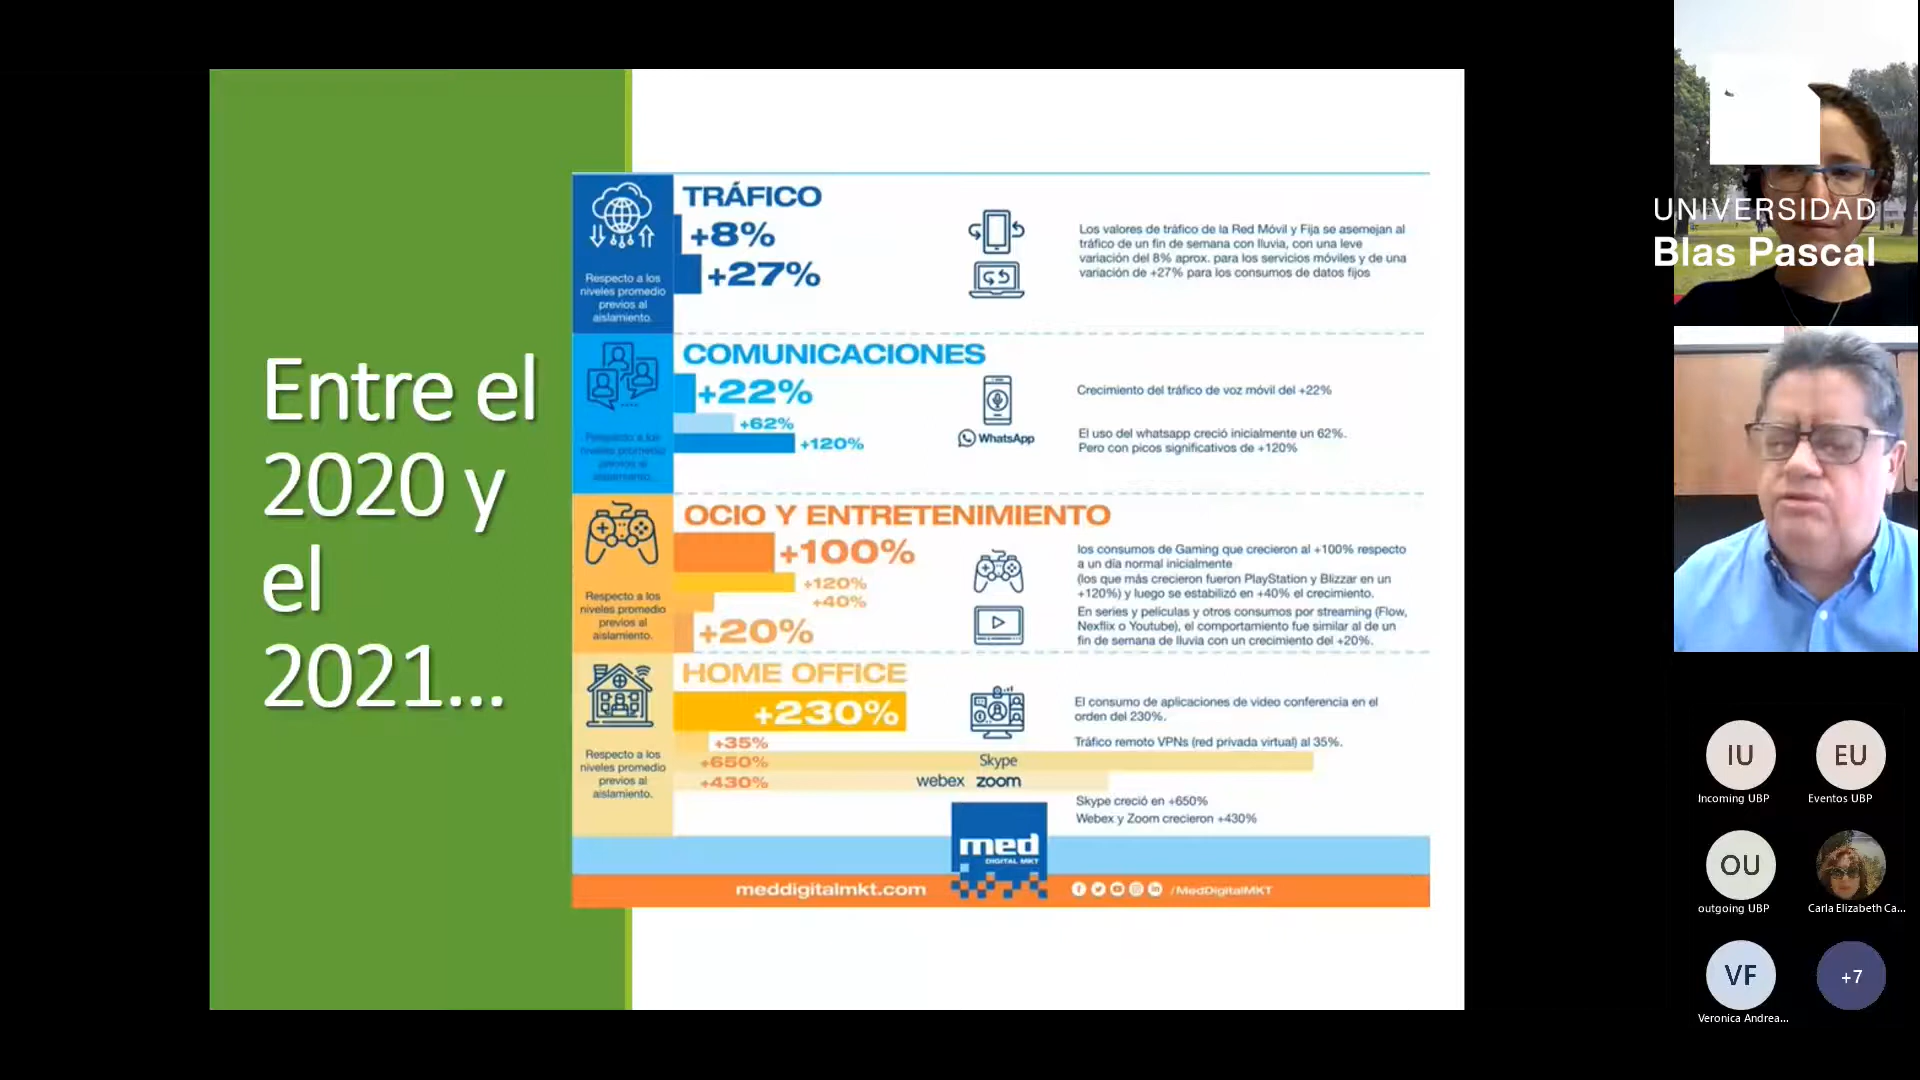 Entre el
2020 y
el
2021...
TRÁFICO
+8%
+27%
Respecto a los
niveles promedio
previos al
aislamiento.
Los valores de tráfico de la Red Móvil y Fija se asemejan al
tráfico de un fin de semana con lluvia, con una leve
variación del 8% aprox. para los servicios móviles y de una
variación de +27% para los consumos de datos fijos
COMUNICACIONES
+22%
+62%
+120%
Respecto a los
niveles promedio
previos al
aislamiento.
WhatsApp
Crecimiento del tráfico de voz móvil del +22%
El uso del whatsapp creció inicialmente un 62%.
Pero con picos significativos de +120%
OCIO Y ENTRETENIMIENTO
+100%
+120%
+40%
+20%
Respecto a los
niveles promedio
previos al
aislamiento.
los consumos de Gaming que crecieron al +100% respecto
a un día normal inicialmente
(los que más crecieron fueron PlayStation y Blizzar en un
+120%) y luego se estabilizó en +40% el crecimiento.
En series y películas y otros consumos por streaming (Flow,
Nexflix o Youtube), el comportamiento fue similar al de un
fin de semana de lluvia con un crecimiento del +20%.
HOME OFFICE
+230%
+35%
+650%
+430%
Respecto a los
niveles promedio
previos al
aislamiento.
Skype
webex zoom
El consumo de aplicaciones de video conferencia en el
orden del 230%.
Tráfico remoto VPNs (red privada virtual) al 35%.
Skype creció en +650%
Webex y Zoom crecieron +430%
med
DIGITAL MKT
meddigitalmkt.com
/MedDigitalMKT
UNIVERSIDAD
Blas Pascal
IU
Incoming UBP
EU
Eventos UBP
OU
outgoing UBP
Carla Elizabeth Ca...
VF
Veronica Andrea...
+7